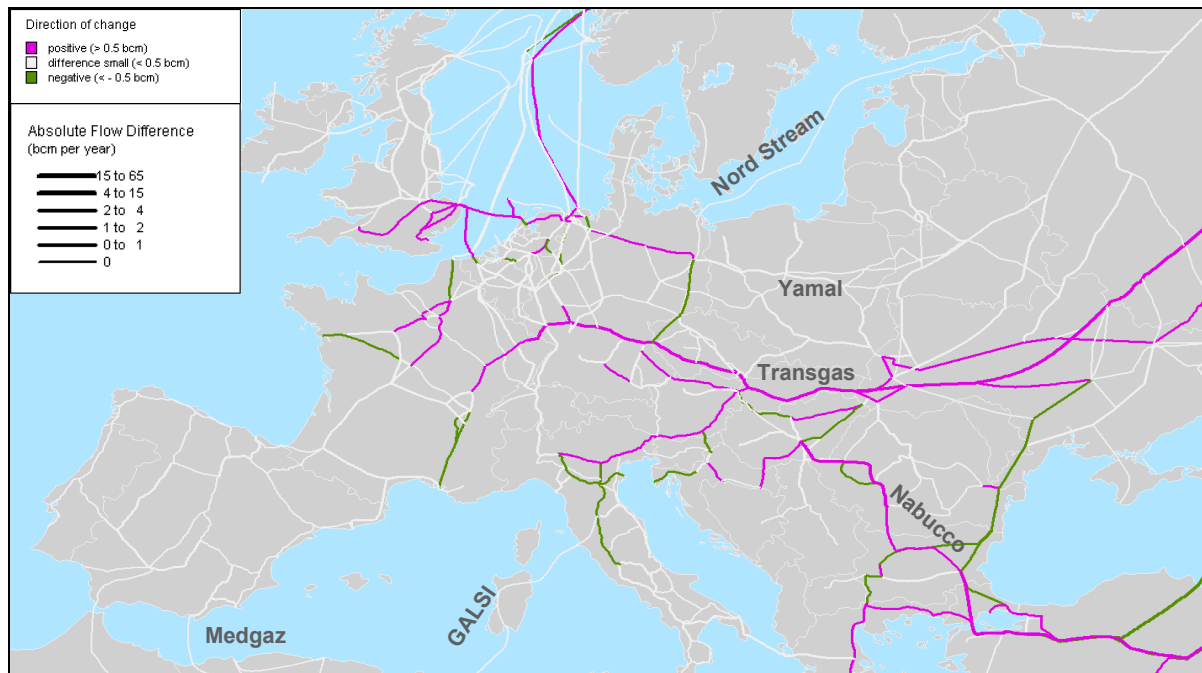 Direction of change
positive (> 0.5 bcm)
difference small (< 0.5 bcm)
negative (< - 0.5 bcm)
Absolute Flow Difference
(bcm per year)
15 to 65
4 to 15
2 to 4
1 to 2
0 to 1
0
Nord Stream
Yamal
Transgas
Nabucco
GALSI
Medgaz